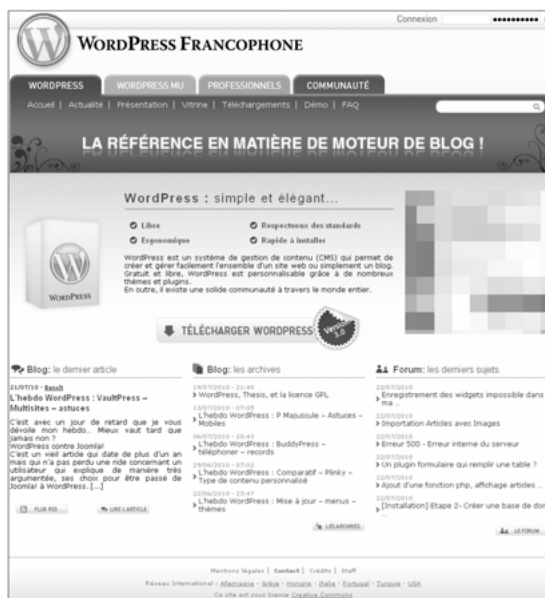 Connexion
WORDPRESS FRANCOPHONE
WORDPRESS WORDPRESS MU PROFESSIONNELS COMMUNAUTÉ
Accueil | Actualité | Présentation | Vitrine | Téléchargements | Démo | FAQ
LA RÉFÉRENCE EN MATIÈRE DE MOTEUR DE BLOG !
WordPress : simple et élégant...
Libre
Respectueux des standards
Ergonomique
Rapide à installer
WordPress est un système de gestion de contenu (CMS) qui permet de
créer et gérer facilement l'ensemble d'un site web ou simplement un blog.
Gratuit et libre, WordPress est personnalisable grâce à de nombreux
thèmes et plugins.
En outre, il existe une solide communauté à travers le monde entier.
WORDPRESS
TÉLÉCHARGER WORDPRESS
Version
3.0
Blog: le dernier article
21/07/10 - Benoît
L'hebdo WordPress : VaultPress –
Multisites – astuces
C'est avec un jour de retard que je vous
dévoile mon hebdo... Mieux vaut tard que
jamais non ?
WordPress contre Joomla!
C'est un vieil article qui date de plus d'un an
mais qui n'a pas perdu une ride concernant un
utilisateur qui explique de manière très
argumentée, ses choix pour être passé de
Joomla! à WordPress. [...]
FLUX RSS
LIRE L'ARTICLE
Blog: les archives
19/07/2010 - 21:40
WordPress, Thesis, et la licence GPL
13/07/2010 - 07:05
L'hebdo WordPress : P Majuscule – Astuces –
Mobiles
06/07/2010 - 20:43
L'hebdo WordPress : BuddyPress –
téléphoner – records
29/06/2010 - 07:02
L'hebdo WordPress : Comparatif – Plinky –
Type de contenu personnalisé
22/06/2010 - 23:47
L'hebdo WordPress : Mise à jour – menus –
thèmes
LES ARCHIVES
Forum: les derniers sujets
22/07/2010
Enregistrement des widgets impossible dans
ma ...
22/07/2010
Importation Articles avec Images
22/07/2010
Erreur 500 - Erreur interne du serveur
22/07/2010
Un plugin formulaire qui remplir une table ?
22/07/2010
Ajout d'une fonction php, affichage articles ...
22/07/2010
[Installation] Etape 2- Créer une base de don
...
LE FORUM
Mentions légales | Contact | Crédits | Staff
Réseau International : Allemagne - Grèce - Hongrie - Italie - Portugal - Turquie - USA
Ce site est sous licence Creative Commons